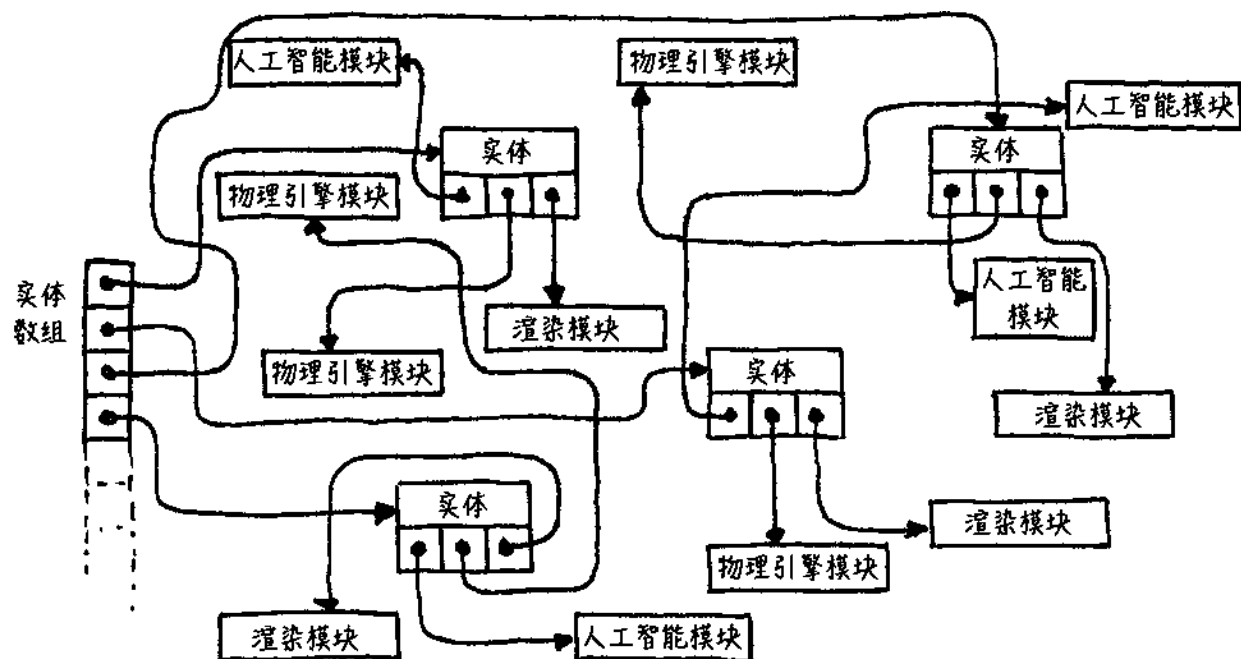 人工智能模块
物理引擎模块
人工智能模块
实体
实体
物理引擎模块
人工智能
模块
实体
数组
渲染模块
物理引擎模块
实体
渲染模块
实体
渲染模块
物理引擎模块
渲染模块
人工智能模块